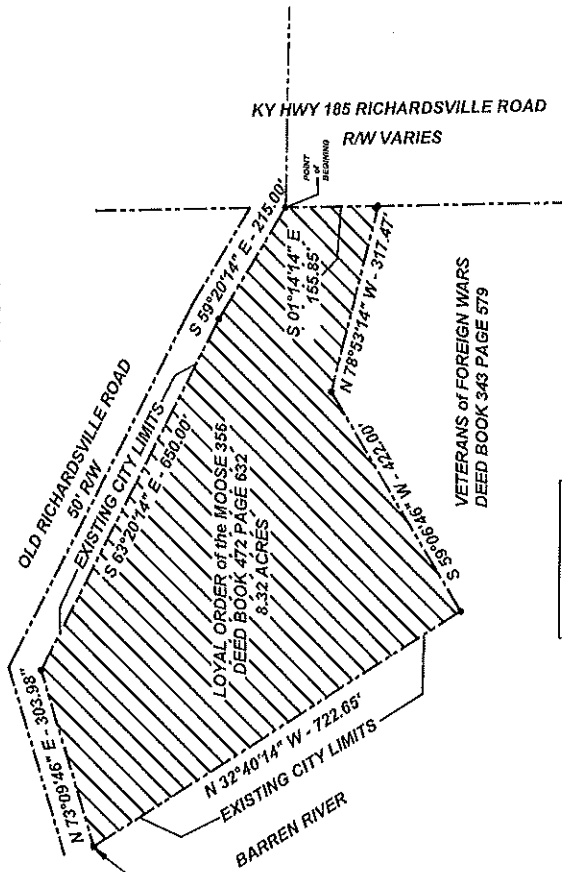 KY HWY 185 RICHARDSVILLE ROAD
R/W VARIES
POINT
of
BEGINING
S 59°20'14" E - 215.00'
S 01°14'14" E
155.85'
N 78°53'14" W - 317.47'
OLD RICHARDSVILLE ROAD
50' R/W
EXISTING CITY LIMITS
S 63°20'14" E - 650.00'
VETERANS of FOREIGN WARS
DEED BOOK 343 PAGE 579
LOYAL ORDER of the MOOSE 356
DEED BOOK 472 PAGE 632
8.32 ACRES
S 59°06'46" W - 422.00'
N 73°09'46" E - 303.98"
N 32°40'14" W - 722.65'
EXISTING CITY LIMITS
BARREN RIVER